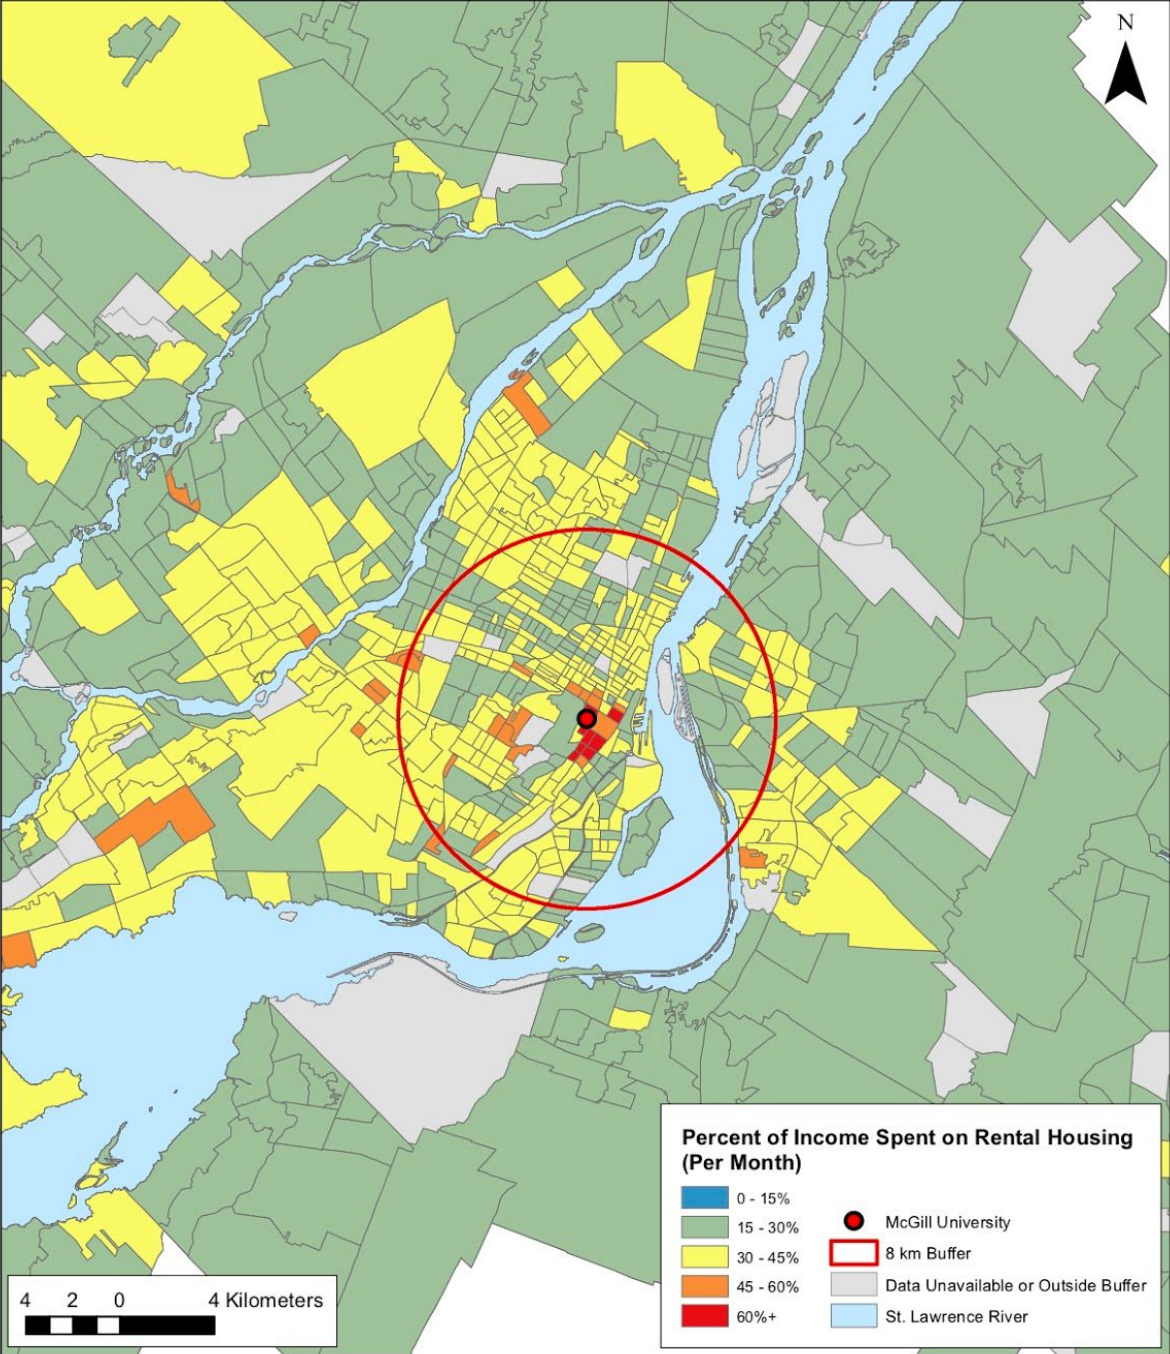 N
Percent of Income Spent on Rental Housing
(Per Month)
0 - 15%
15 - 30%
30 - 45%
45 - 60%
60%+
McGill University
8 km Buffer
Data Unavailable or Outside Buffer
St. Lawrence River
4 2 0 4 Kilometers